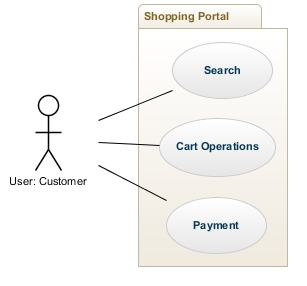 Shopping Portal
Search
Cart Operations
User: Customer
Payment